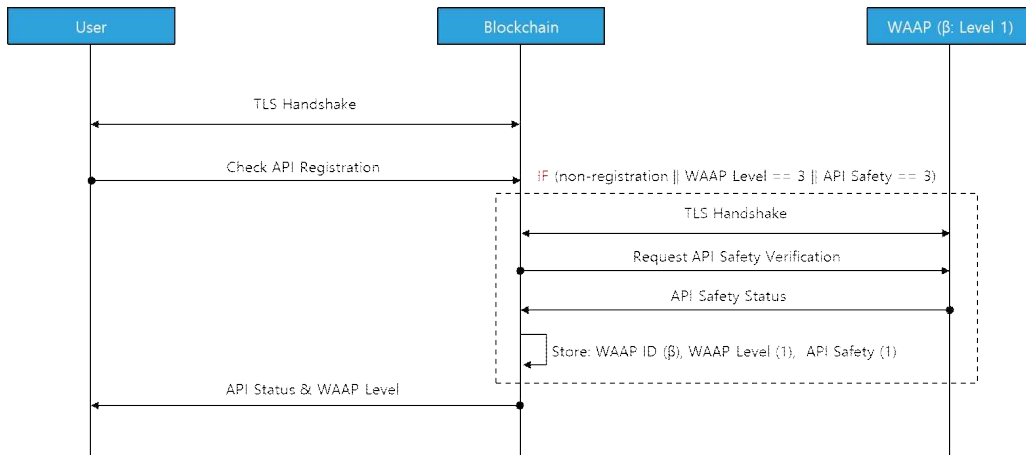 User
Blockchain
WAAP (β: Level 1)
TLS Handshake
Check API Registration
IF (non-registration || WAAP Level == 3 || API Safety == 3)
TLS Handshake
Request API Safety Verification
API Safety Status
Store: WAAP ID (β), WAAP Level (1), API Safety (1)
API Status & WAAP Level